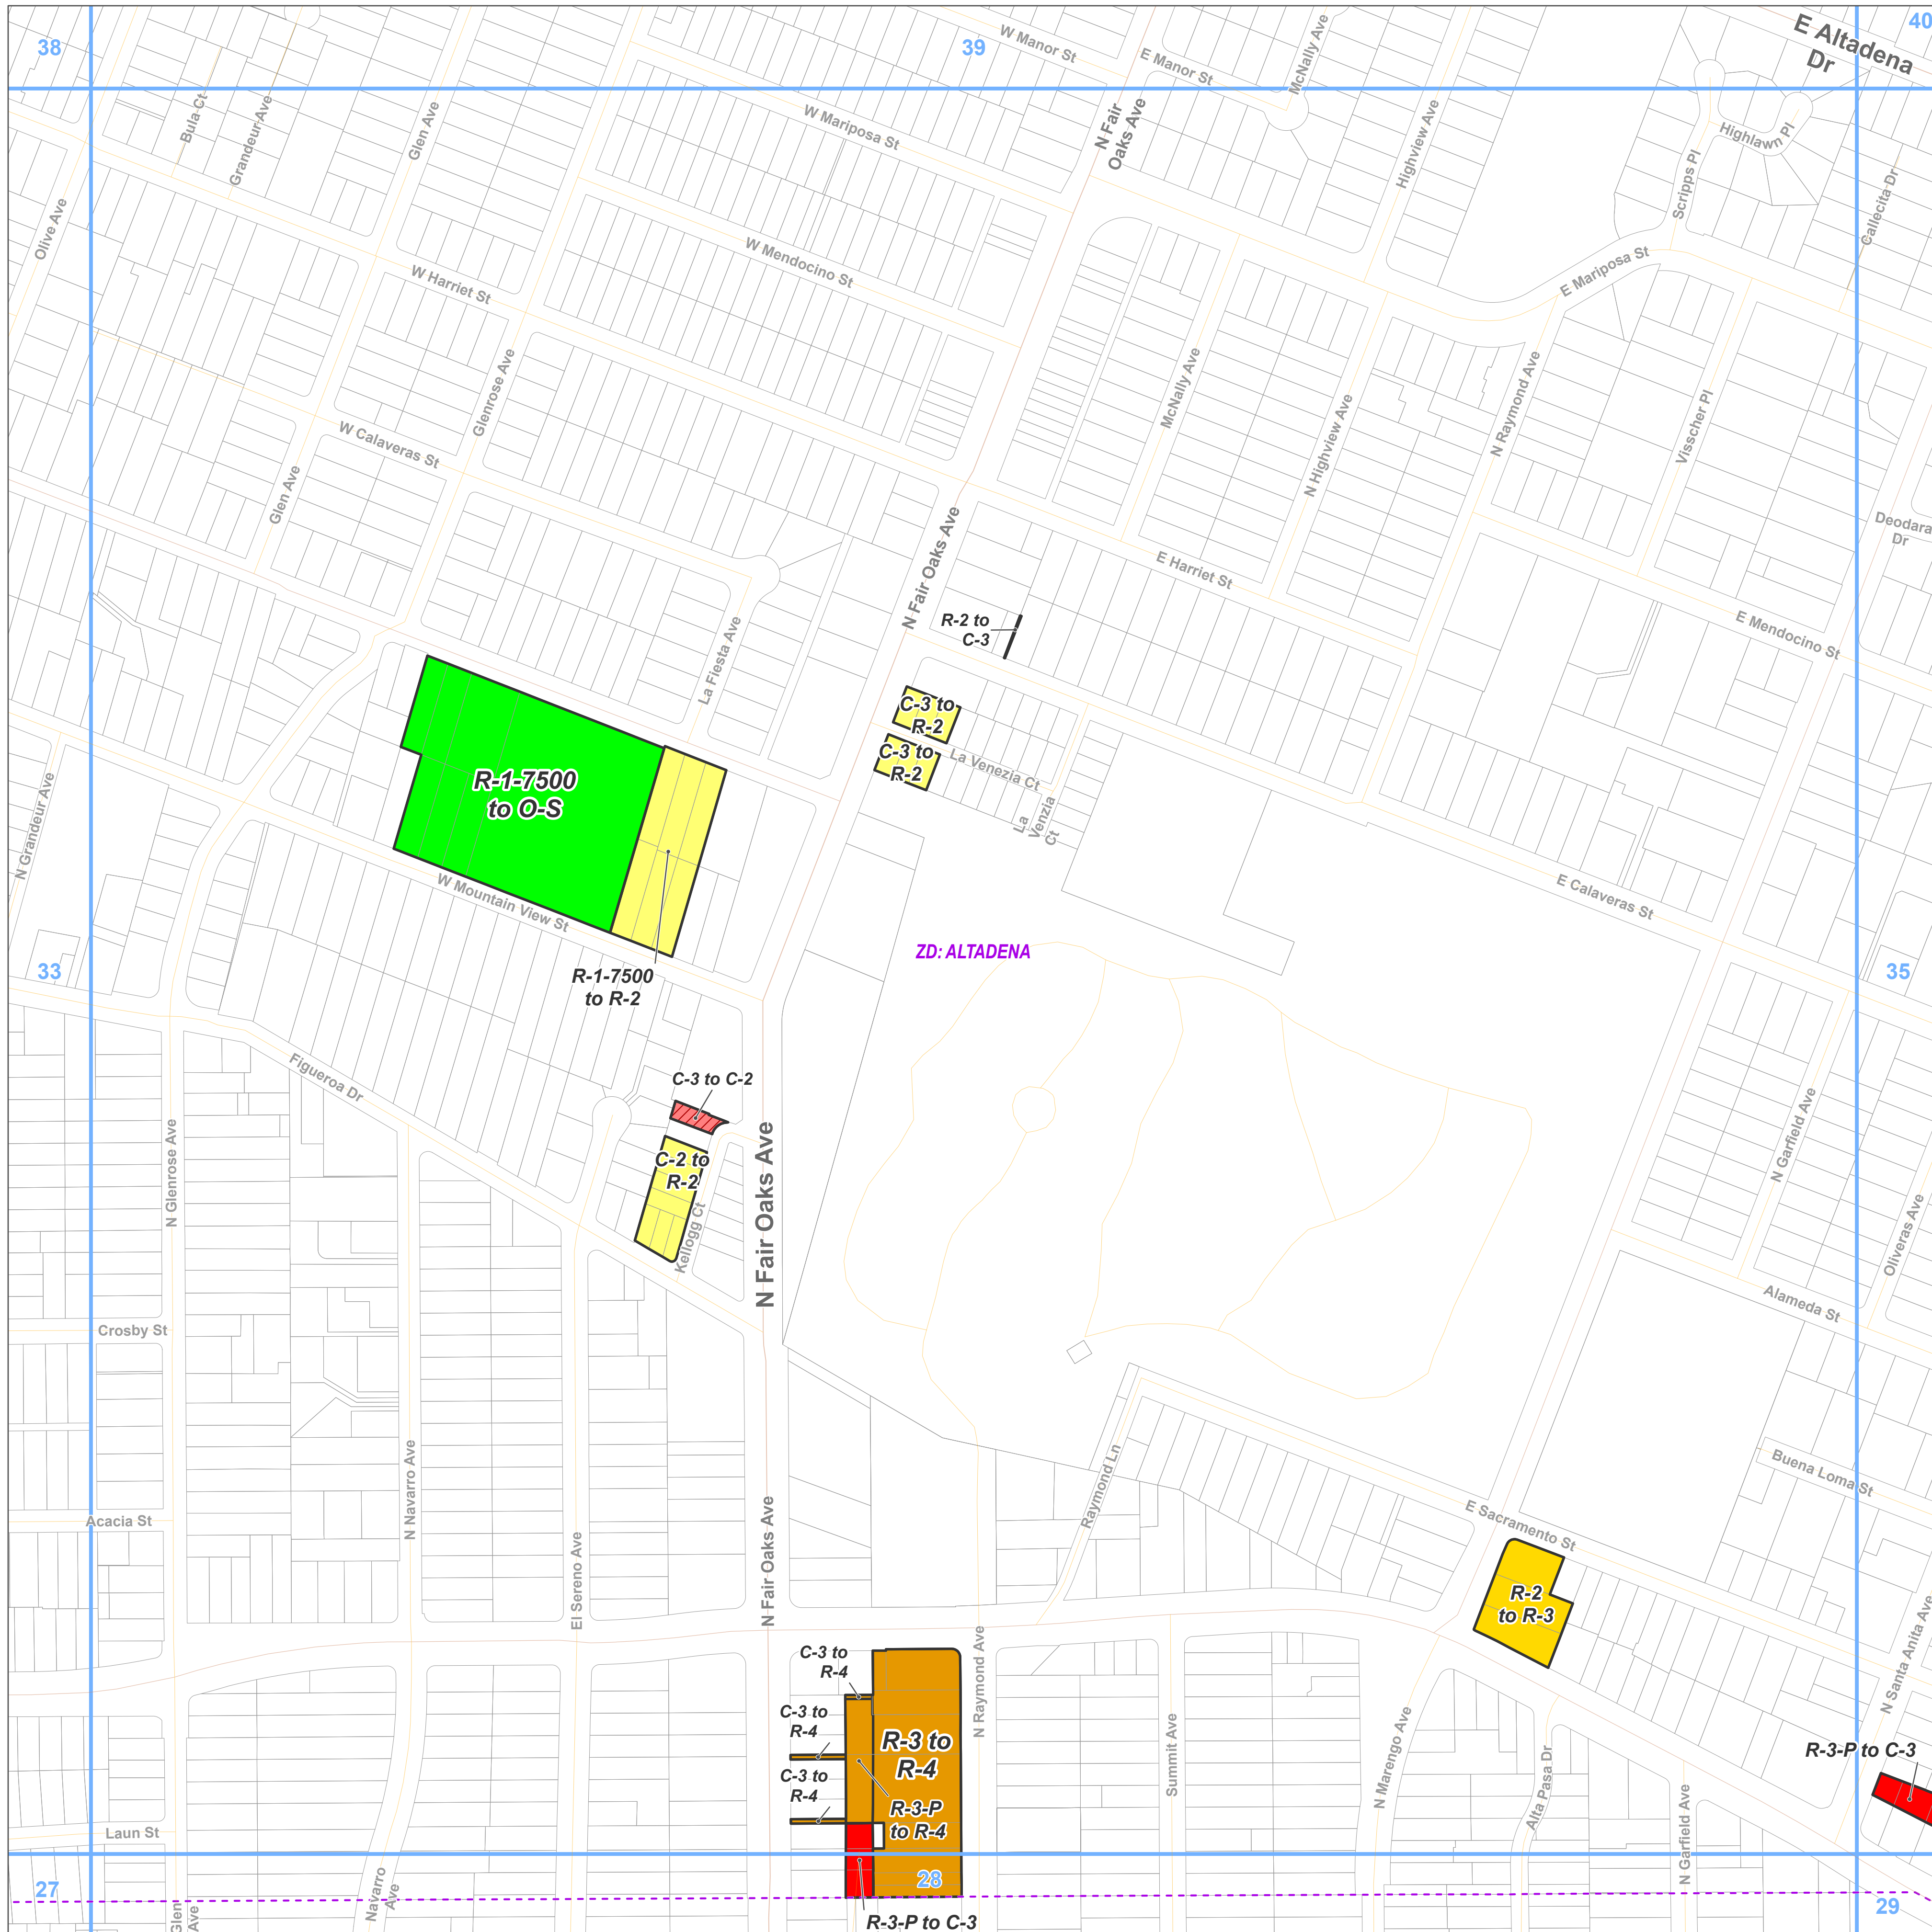 38
39
40
W Manor St
E Manor St
McNally Ave
E Altadena
Dr
Bula Ct
Grandeur Ave
Glen Ave
W Mariposa St
N Fair
Oaks Ave
Highview Ave
Highlawn Pl
Scripps Pl
Callecita Dr
Olive Ave
W Harriet St
W Mendocino St
E Mariposa St
Glenrose Ave
McNally Ave
N Highview Ave
N Raymond Ave
Visscher Pl
W Calaveras St
Glen Ave
N Fair Oaks Ave
E Harriet St
Deodara
Dr
La Fiesta Ave
R-2 to
C-3
E Mendocino St
C-3 to
R-2
C-3 to
R-2
La Venezia Ct
La
Venzia
Ct
R-1-7500
to O-S
N Grandeur Ave
W Mountain View St
E Calaveras St
ZD: ALTADENA
33
35
R-1-7500
to R-2
Figueroa Dr
C-3 to C-2
C-2 to
R-2
Kellogg Ct
N Fair Oaks Ave
N Glenrose Ave
N Garfield Ave
Oliveras Ave
Alameda St
Crosby St
N Navarro Ave
Raymond Ln
Buena Loma St
Acacia St
El Sereno Ave
N Fair Oaks Ave
E Sacramento St
R-2
to R-3
N Santa Anita Ave
C-3 to
R-4
C-3 to
R-4
C-3 to
R-4
R-3 to
R-4
R-3-P
to R-4
N Raymond Ave
Summit Ave
N Marengo Ave
Alta Pasa Dr
N Garfield Ave
R-3-P to C-3
Laun St
27
28
29
Glen
Ave
Navarro
Ave
R-3-P to C-3